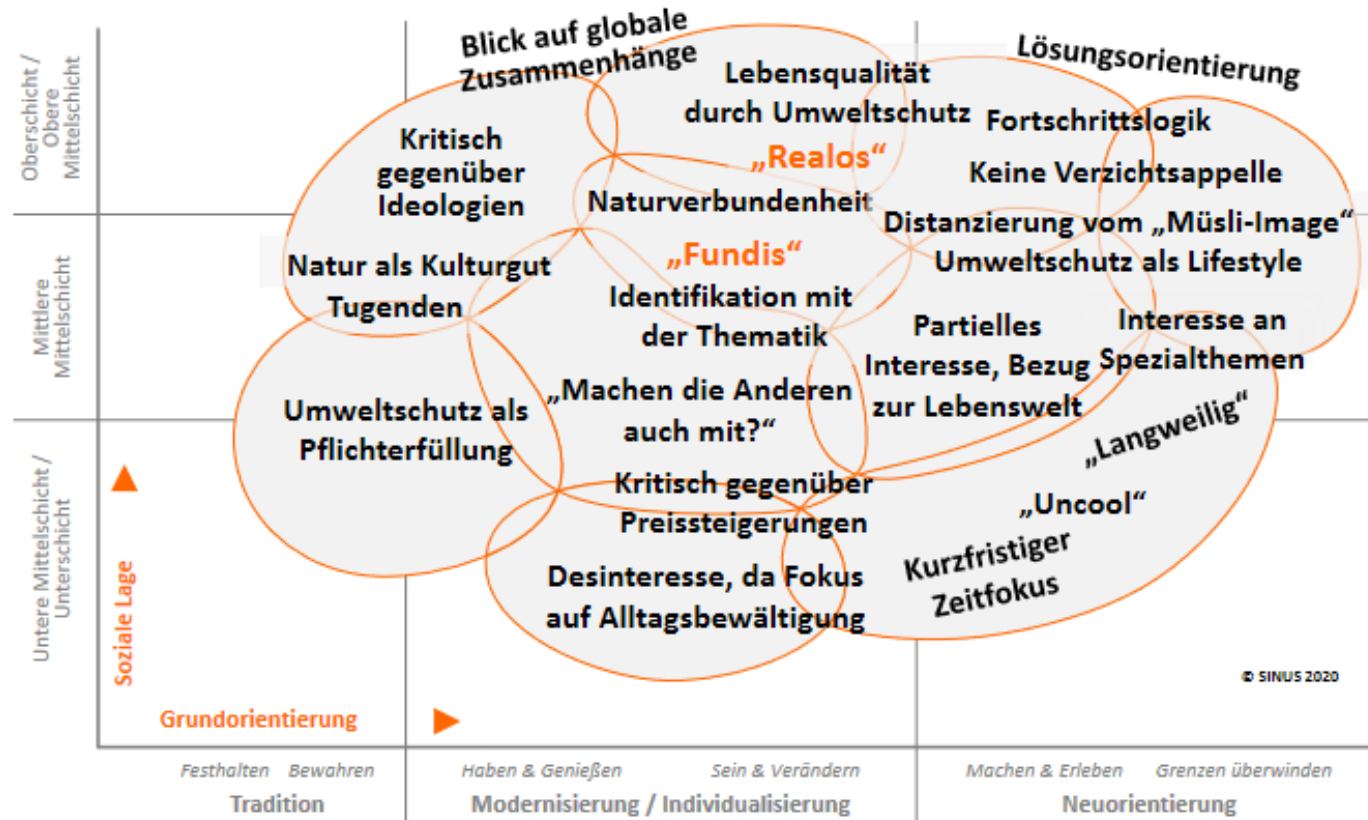 Oberschicht /
Obere
Mittelschicht
Mittlere
Mittelschicht
Untere Mittelschicht /
Unterschicht
Soziale Lage
Blick auf globale
Zusammenhänge
Lösungsorientierung
Lebensqualität
durch Umweltschutz
Fortschrittslogik
Kritisch
gegenüber
Ideologien
„Realos“
Keine Verzichtsappelle
Naturverbundenheit
Distanzierung vom „Müsli-Image“
Umweltschutz als Lifestyle
„Fundis“
Natur als Kulturgut
Tugenden
Identifikation mit
der Thematik
Partielles
Interesse, Bezug
zur Lebenswelt
Interesse an
Spezialthemen
„Machen die Anderen
auch mit?“
Umweltschutz als
Pflichterfüllung
„Langweilig“
Kritisch gegenüber
Preissteigerungen
„Uncool“
Kurzfristiger
Zeitfokus
Desinteresse, da Fokus
auf Alltagsbewältigung
© SINUS 2020
Grundorientierung
Festhalten Bewahren
Haben & Genießen
Sein & Verändern
Machen & Erleben
Grenzen überwinden
Tradition
Modernisierung / Individualisierung
Neuorientierung